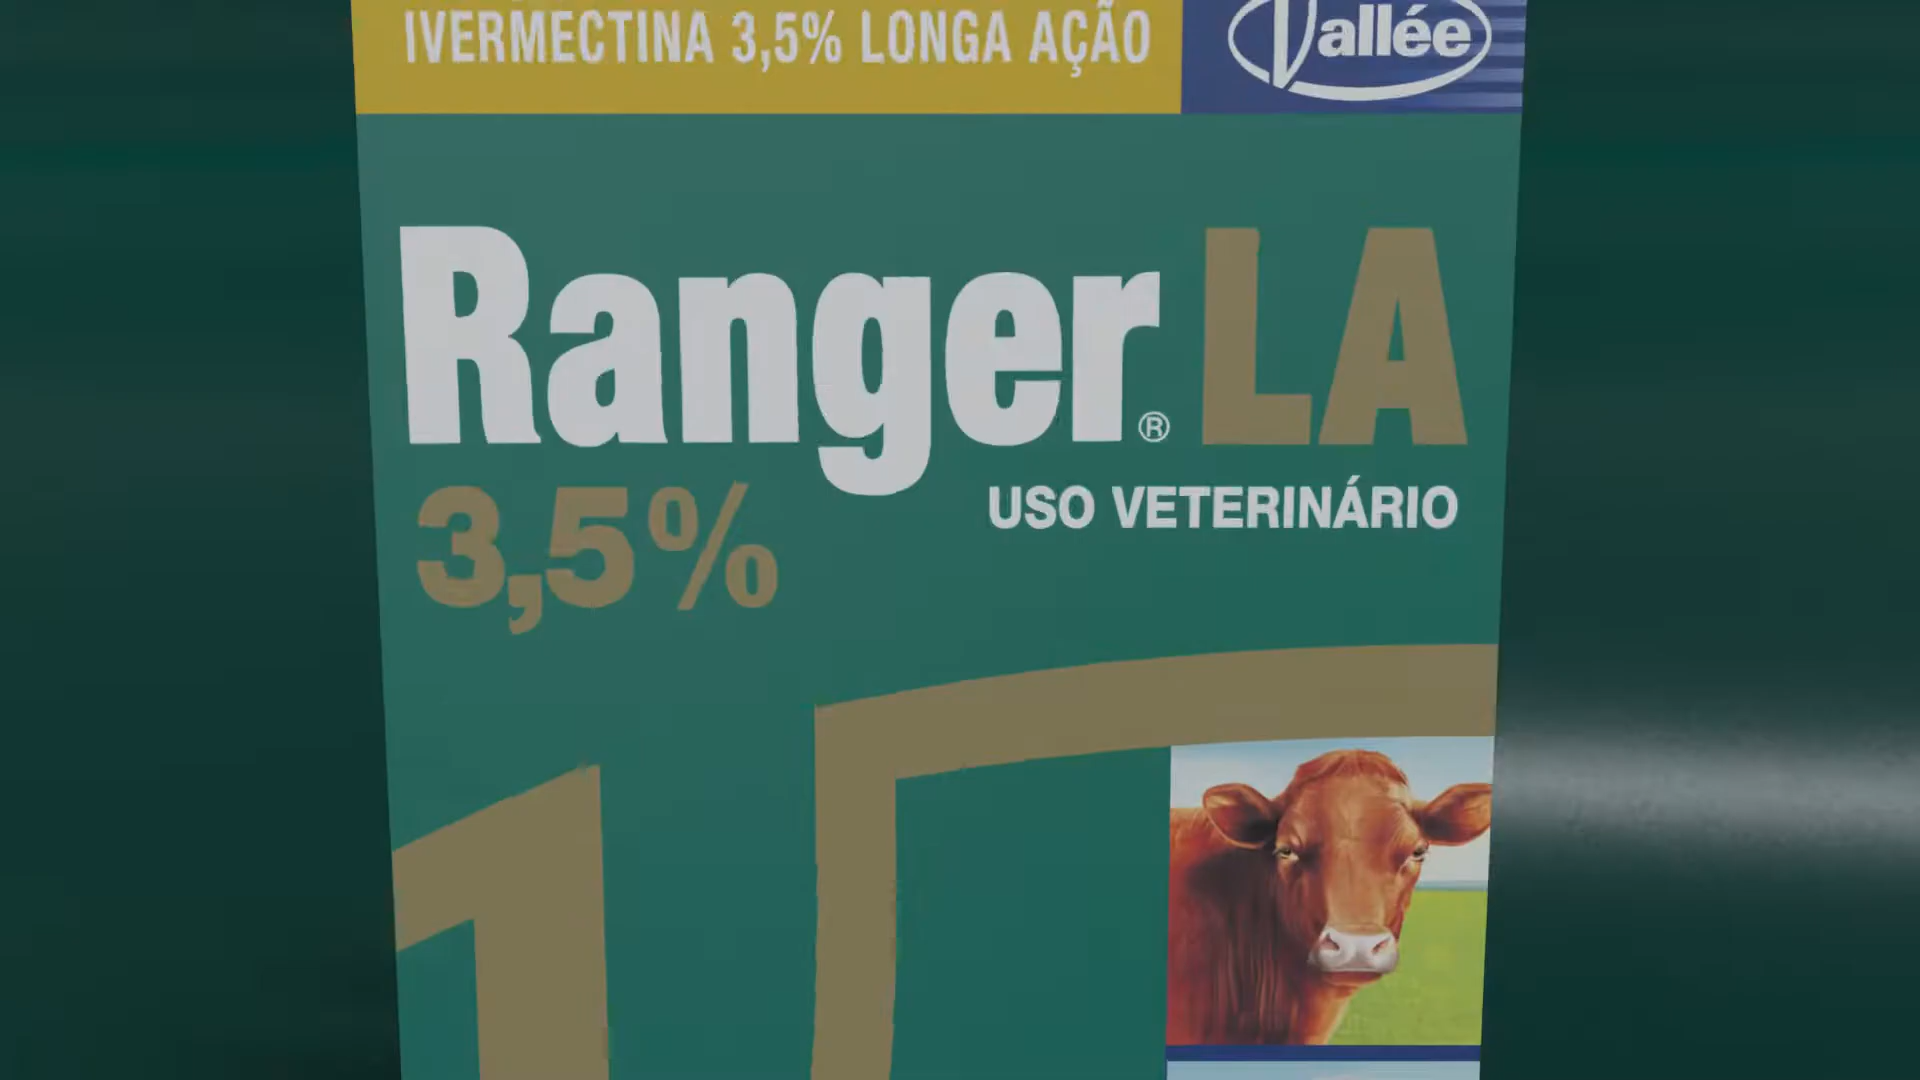 IVERMECTINA 3,5% LONGA AÇÃO
Vallée
Ranger® LA
3,5%
USO VETERINÁRIO